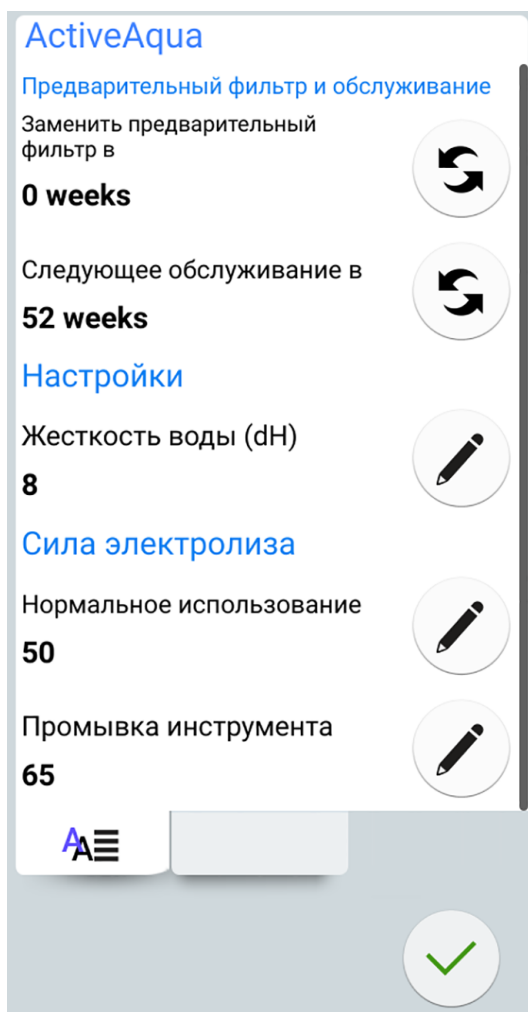 ActiveAqua
Предварительный фильтр и обслуживание
Заменить предварительный
фильтр в
0 weeks
Следующее обслуживание в
52 weeks
Настройки
Жесткость воды (dH)
8
Сила электролиза
Нормальное использование
50
Промывка инструмента
65
AA